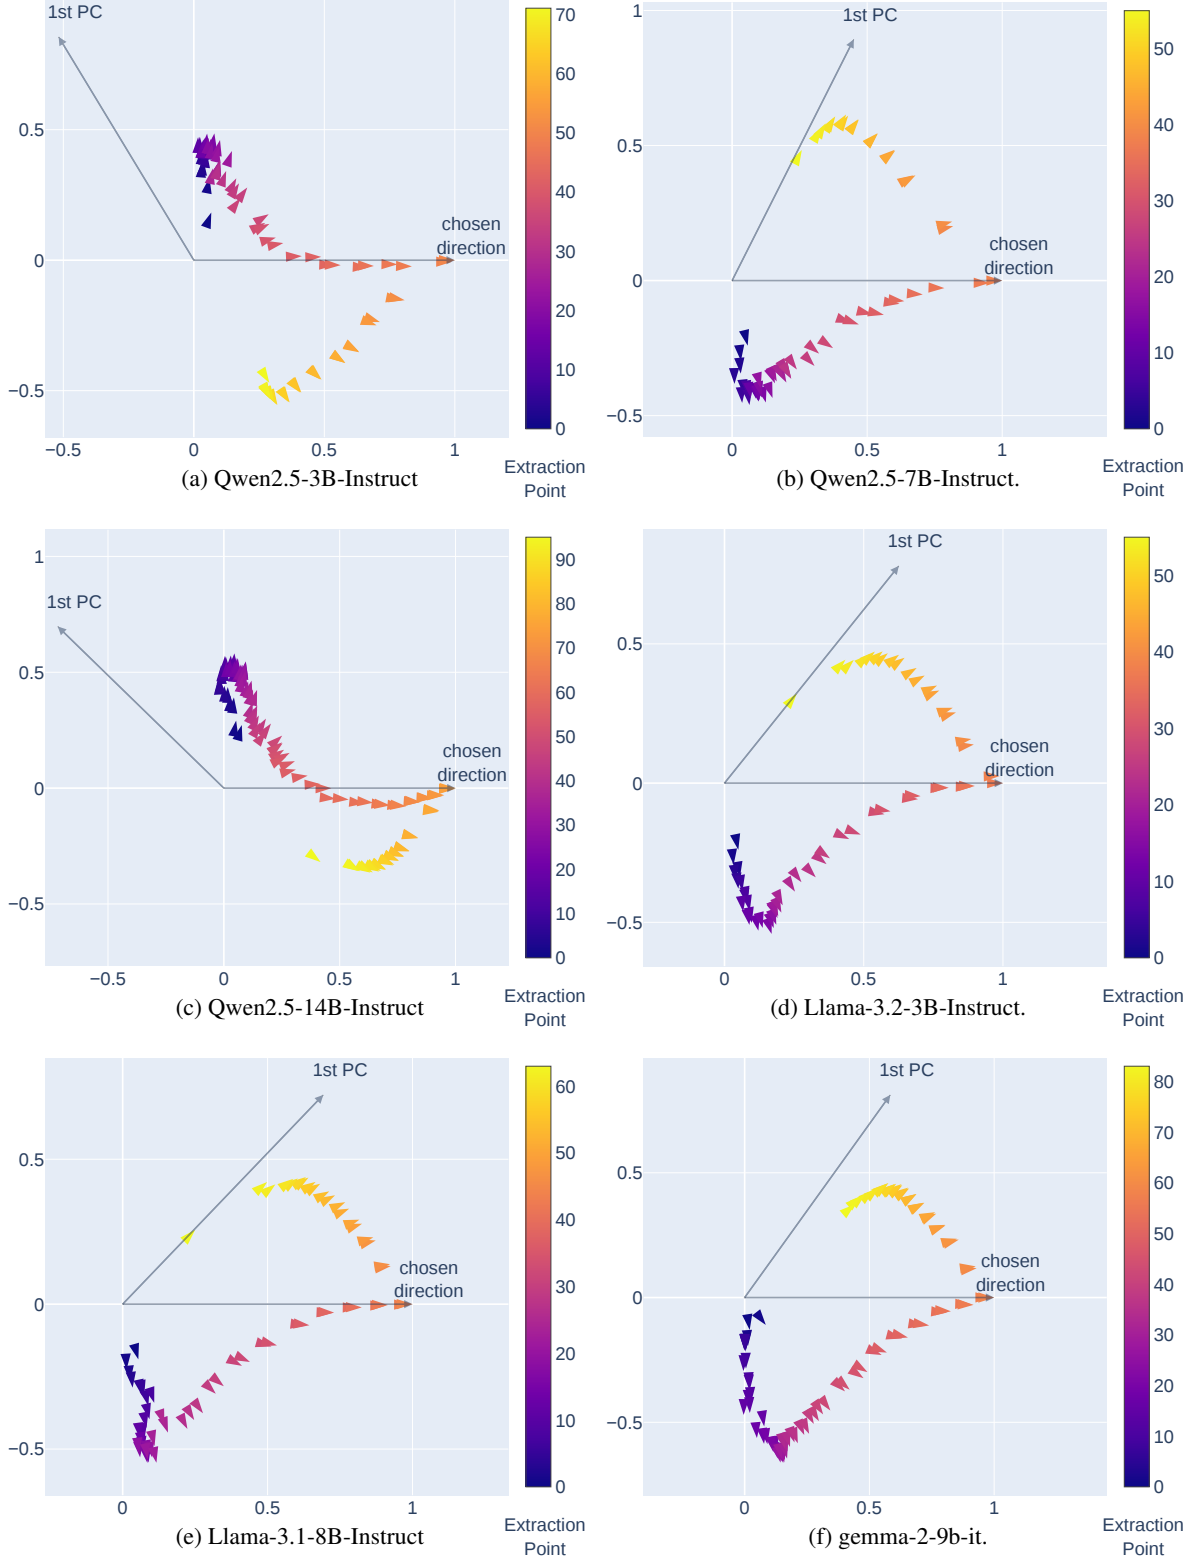 1st PC
chosen
direction
0.5
0
−0.5
−0.5
0
0.5
1
70
60
50
40
30
20
10
0
Extraction
Point
(a) Qwen2.5-3B-Instruct
1st PC
chosen
direction
1
0.5
0
−0.5
0
0.5
1
50
40
30
20
10
0
Extraction
Point
(b) Qwen2.5-7B-Instruct.
1st PC
chosen
direction
1
0.5
0
−0.5
−0.5
0
0.5
1
90
80
70
60
50
40
30
20
10
0
Extraction
Point
(c) Qwen2.5-14B-Instruct
1st PC
chosen
direction
0.5
0
−0.5
0
0.5
1
50
40
30
20
10
0
Extraction
Point
(d) Llama-3.2-3B-Instruct.
1st PC
chosen
direction
0.5
0
−0.5
0
0.5
1
60
50
40
30
20
10
0
Extraction
Point
(e) Llama-3.1-8B-Instruct
1st PC
chosen
direction
0.5
0
−0.5
0
0.5
1
80
70
60
50
40
30
20
10
0
Extraction
Point
(f) gemma-2-9b-it.